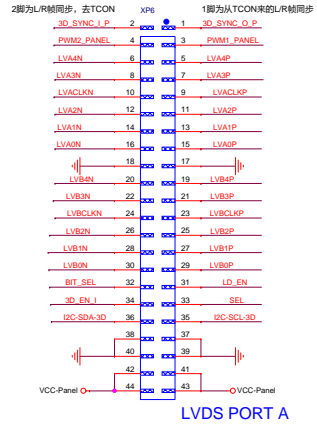 2脚为L/R帧同步，去TCON
1脚为从TCON来的L/R帧同步
XP6
3D_SYNC_I_P 2 1 3D_SYNC_O_P
PWM2_PANEL 4 3 PWM1_PANEL
LVA4N 6 5 LVA4P
LVA3N 8 7 LVA3P
LVACLKN 10 9 LVACLKP
LVA2N 12 11 LVA2P
LVA1N 14 13 LVA1P
LVA0N 16 15 LVA0P
18 17
LVB4N 20 19 LVB4P
LVB3N 22 21 LVB3P
LVBCLKN 24 23 LVBCLKP
LVB2N 26 25 LVB2P
LVB1N 28 27 LVB1P
LVB0N 30 29 LVB0P
BIT_SEL 32 31 LD_EN
3D_EN_I 34 33 SEL
I2C-SDA-3D 36 35 I2C-SCL-3D
38 37
40 39
42 41
VCC-Panel 44 43 VCC-Panel
LVDS PORT A